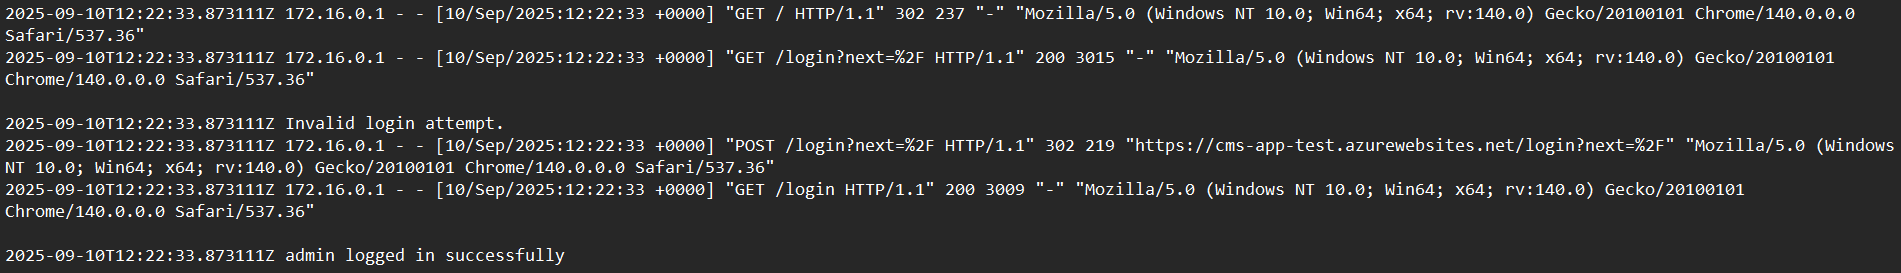 2025-09-10T12:22:33.873111Z 172.16.0.1 - - [10/Sep/2025:12:22:33 +0000] "GET / HTTP/1.1" 302 237 "-" "Mozilla/5.0 (Windows NT 10.0; Win64; x64; rv:140.0) Gecko/20100101 Chrome/140.0.0.0
Safari/537.36"
2025-09-10T12:22:33.873111Z 172.16.0.1 - - [10/Sep/2025:12:22:33 +0000] "GET /login?next=%2F HTTP/1.1" 200 3015 "-" "Mozilla/5.0 (Windows NT 10.0; Win64; x64; rv:140.0) Gecko/20100101
Chrome/140.0.0.0 Safari/537.36"
2025-09-10T12:22:33.873111Z Invalid login attempt.
2025-09-10T12:22:33.873111Z 172.16.0.1 - - [10/Sep/2025:12:22:33 +0000] "POST /login?next=%2F HTTP/1.1" 302 219 "https://cms-app-test.azurewebsites.net/login?next=%2F" "Mozilla/5.0 (Windows
NT 10.0; Win64; x64; rv:140.0) Gecko/20100101 Chrome/140.0.0.0 Safari/537.36"
2025-09-10T12:22:33.873111Z 172.16.0.1 - - [10/Sep/2025:12:22:33 +0000] "GET /login HTTP/1.1" 200 3009 "-" "Mozilla/5.0 (Windows NT 10.0; Win64; x64; rv:140.0) Gecko/20100101
Chrome/140.0.0.0 Safari/537.36"
2025-09-10T12:22:33.873111Z admin logged in successfully